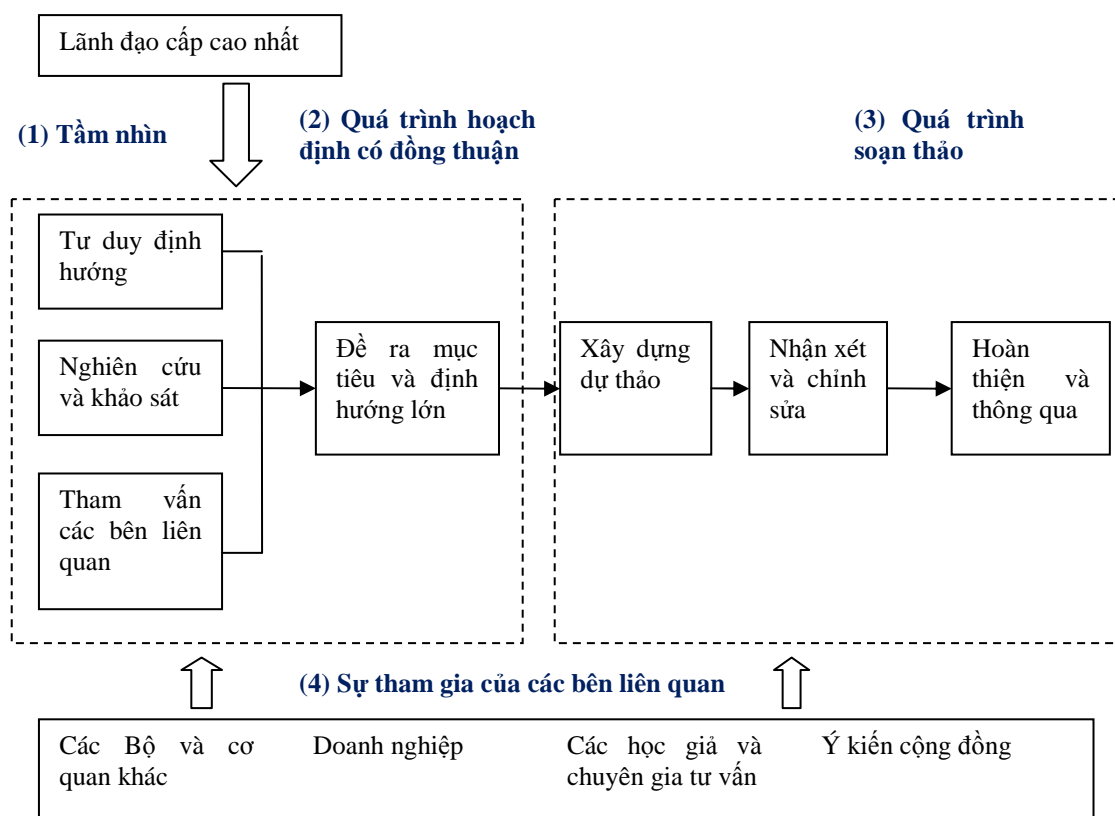 Lãnh đạo cấp cao nhất
(1) Tầm nhìn
(2) Quá trình hoạch
định có đồng thuận
(3) Quá trình
soạn thảo
Tư duy định
hướng
Nghiên cứu
và khảo sát
Tham vấn
các bên liên
quan
Đề ra mục
tiêu và định
hướng lớn
Xây dựng
dự thảo
Nhận xét
và chỉnh
sửa
Hoàn
thiện và
thông qua
(4) Sự tham gia của các bên liên quan
Các Bộ và cơ
quan khác
Doanh nghiệp
Các học giả và
chuyên gia tư vấn
Ý kiến cộng đồng